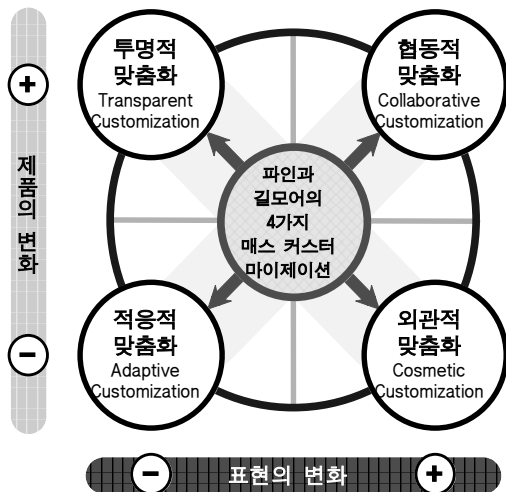 투명적
맞춤화
Transparent
Customization
협동적
맞춤화
Collaborative
Customization
+
제품의 변화
−
파인과
길모어의
4가지
매스 커스터
마이제이션
적응적
맞춤화
Adaptive
Customization
외관적
맞춤화
Cosmetic
Customization
− 표현의 변화 +